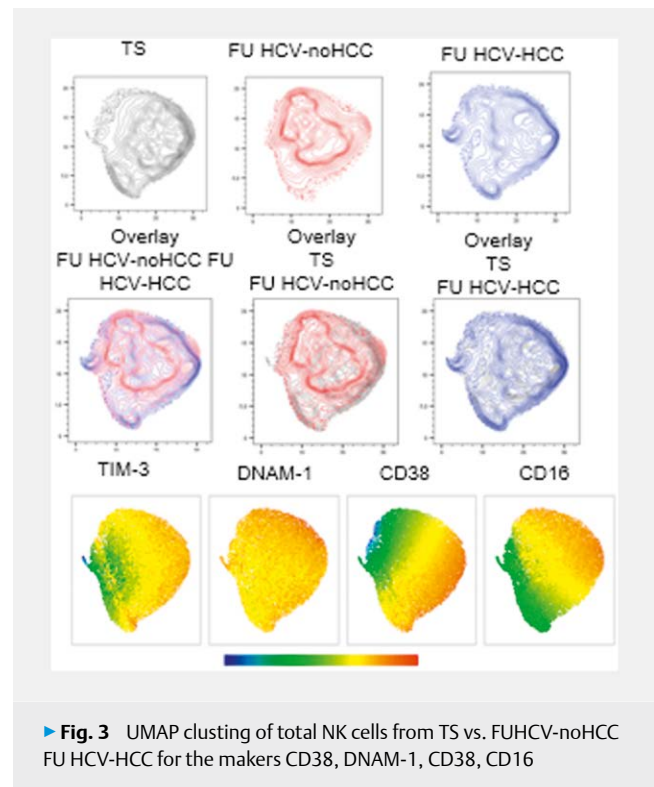 TS FU HCV-noHCC FU HCV-HCC
Overlay Overlay Overlay
FU HCV-noHCC FU TS TS
HCV-HCC FU HCV-noHCC FU HCV-HCC
TIM-3 DNAM-1 CD38 CD16
▶ Fig. 3 UMAP clusting of total NK cells from TS vs. FUHCV-noHCC
FU HCV-HCC for the makers CD38, DNAM-1, CD38, CD16